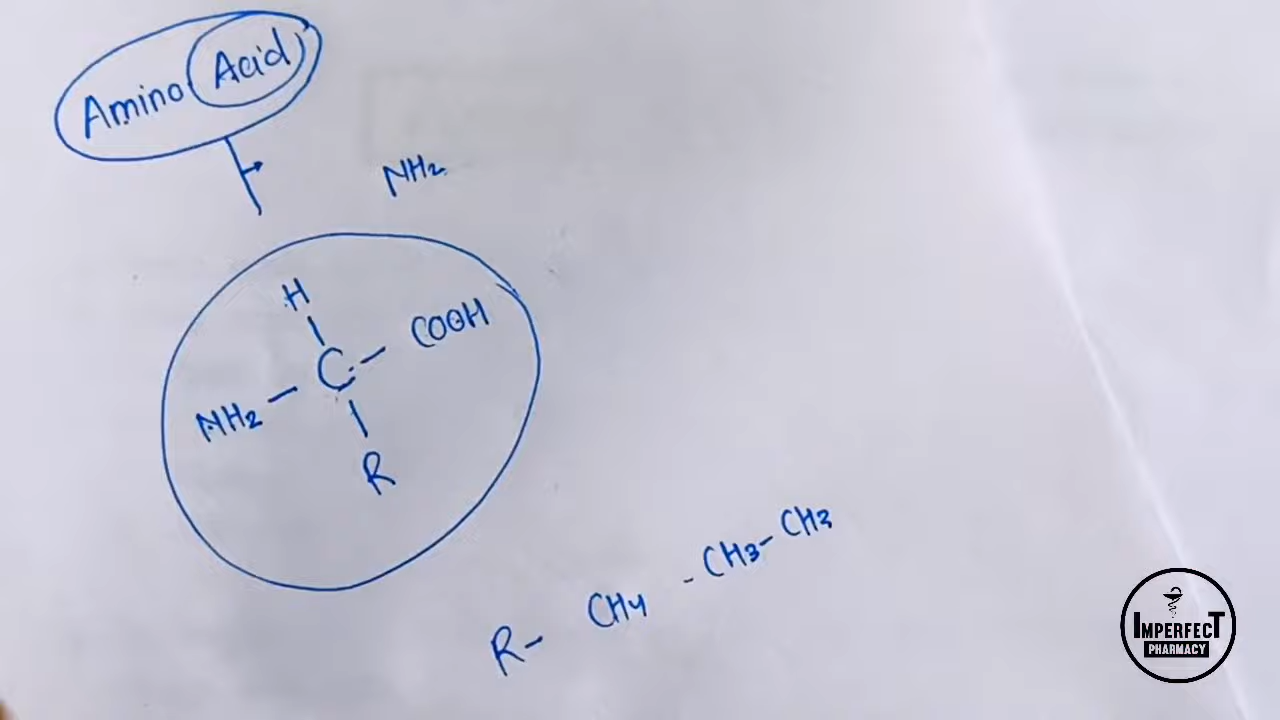 Amino Acid
NH2
H
C - COOH
NH2 -
R
R- CH4 - CH3- CH3
IMPERFECT
PHARMACY